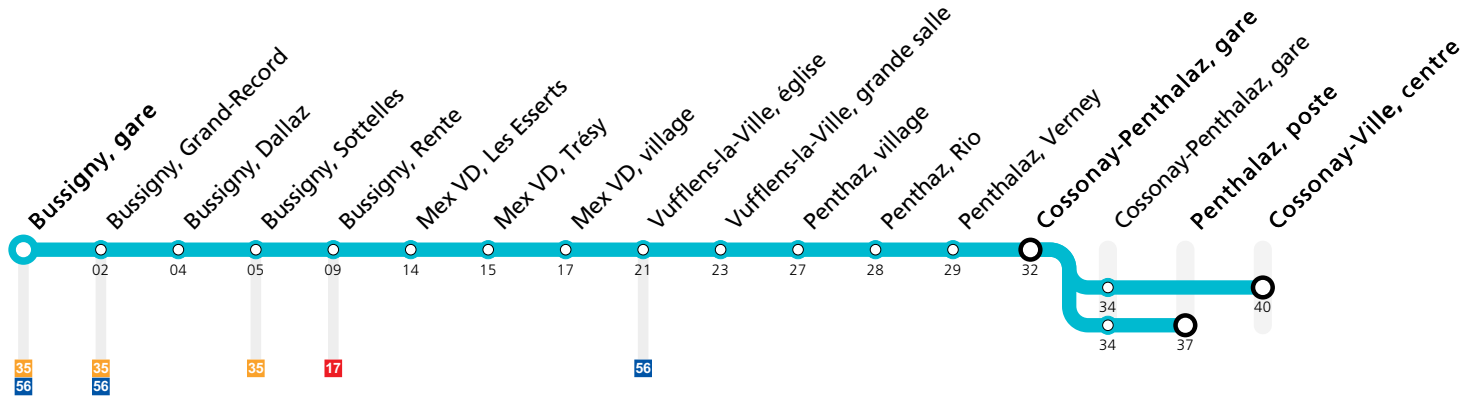 Bussigny, gare
Bussigny, Grand-Record
Bussigny, Dallaz
Bussigny, Sottelles
Bussigny, Rente
Mex VD, Les Esserts
Mex VD, Trésy
Mex VD, village
Vufflens-la-Ville, église
Vufflens-la-Ville, grande salle
Penthaz, village
Penthaz, Rio
Penthalaz, Verney
Cossonay-Penthalaz, gare
Cossonay-Penthalaz, gare
Penthalaz, poste
Cossonay-Ville, centre
02 04 05 09 14 15 17 21 23 27 28 29 32
34 40
34 37
35 35 35 17 56
56 56